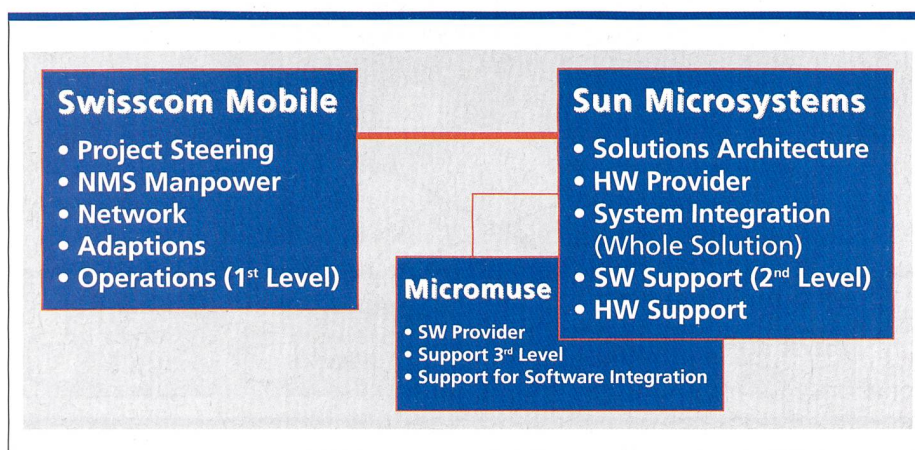 Swisscom Mobile
• Project Steering
• NMS Manpower
• Network
• Adaptions
• Operations (1st Level)
Sun Microsystems
• Solutions Architecture
• HW Provider
• System Integration
(Whole Solution)
• SW Support (2nd Level)
• HW Support
Micromuse
• SW Provider
• Support 3rd Level
• Support for Software Integration